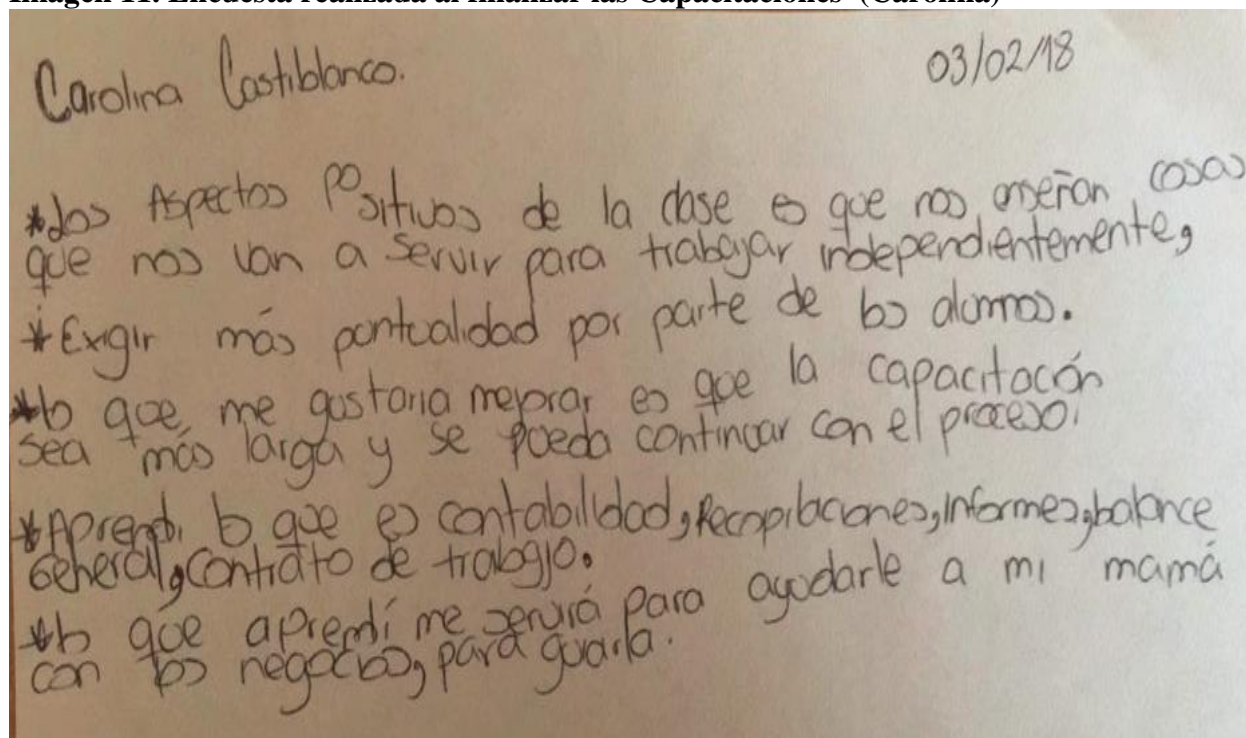 Imagen 11. Encuesta realizada al finalizar las Capacitaciones (Carolina)
Carolina Castiblanco.
03/02/18
*Los Aspectos Positivos de la clase es que nos enseñan cosas
que nos van a servir para trabajar independientemente,
*Exigir más puntualidad por parte de los alumnos.
*lo que, me gustaria mejorar es que la capacitación
sea más larga y se pueda continuar con el proceso.
*Aprendi lo que es contabilidad, Recopilaciones, Informes, balance
General, Contrato de trabajo.
*lo que aprendí me servirá para ayudarle a mi mamá
con los negocios, para guiarla.